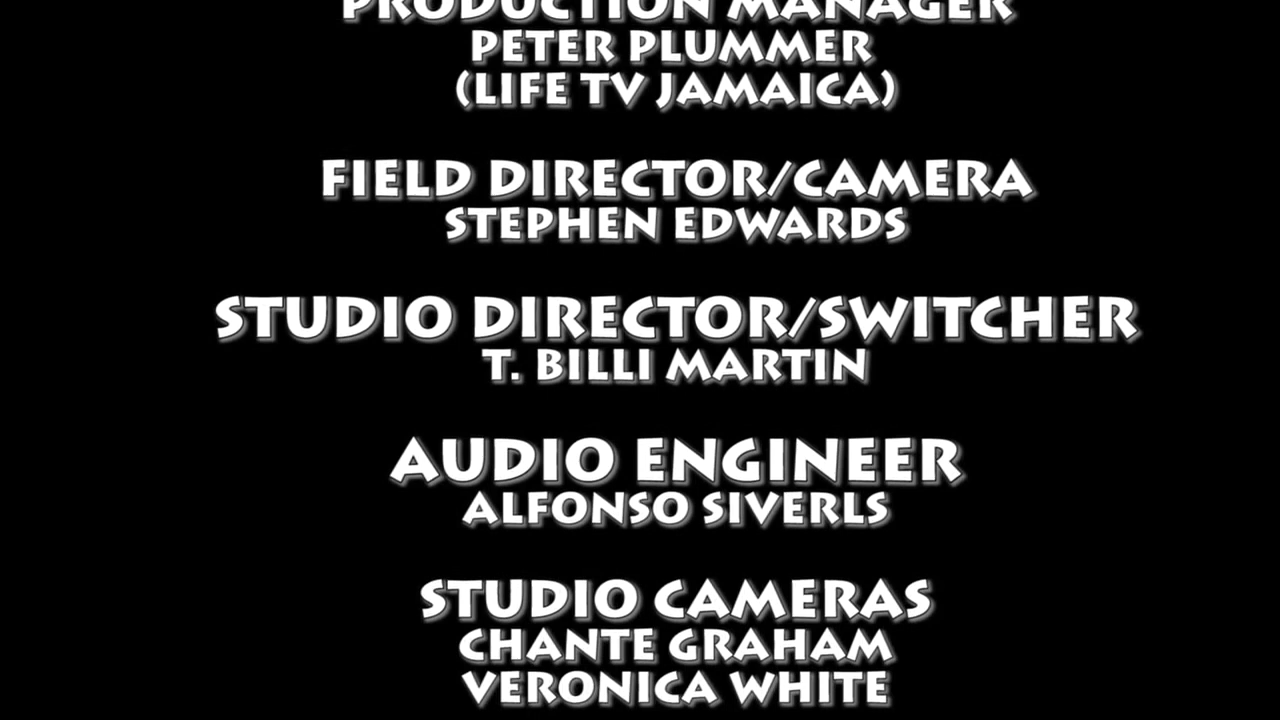 PRODUCTION MANAGER
PETER PLUMMER
(LIFE TV JAMAICA)
FIELD DIRECTOR/CAMERA
STEPHEN EDWARDS
STUDIO DIRECTOR/SWITCHER
T. BILLI MARTIN
AUDIO ENGINEER
ALFONSO SIVERLS
STUDIO CAMERAS
CHANTE GRAHAM
VERONICA WHITE